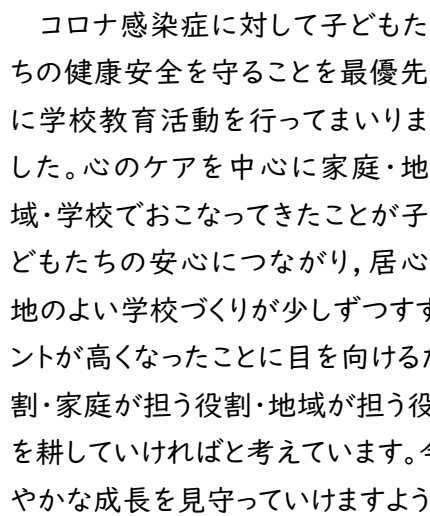 コロナ感染症に対して子どもた
ちの健康安全を守ることを最優先
に学校教育活動を行ってまいりま
した。心のケアを中心に家庭・地
域・学校でおこなってきたことが子
どもたちの安心につながり，居心
地のよい学校づくりが少しずつすす
ントが高くなったことに目を向けるだ
割・家庭が担う役割・地域が担う役
を耕していければと考えています。今
やかな成長を見守っていけますよう